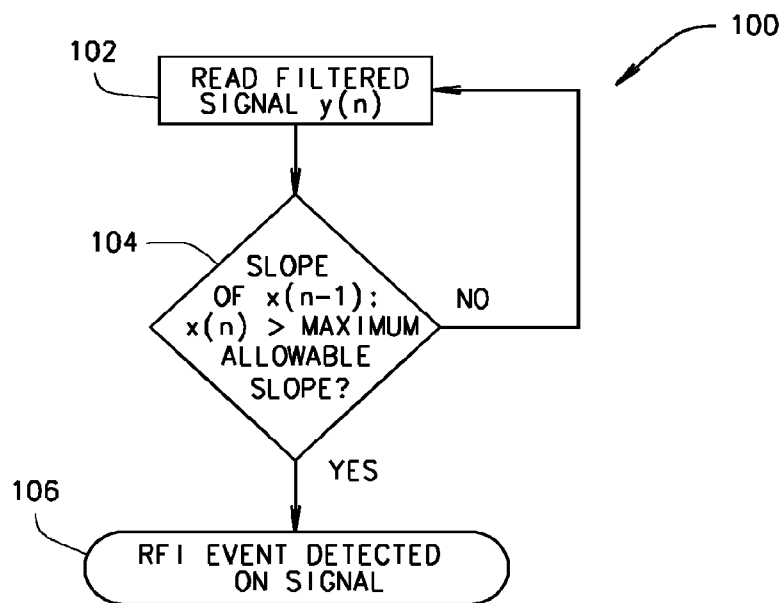 100
102
READ FILTERED
SIGNAL y(n)
104
SLOPE
OF x(n-1):
x(n) > MAXIMUM
ALLOWABLE
SLOPE?
NO
YES
106
RFI EVENT DETECTED
ON SIGNAL